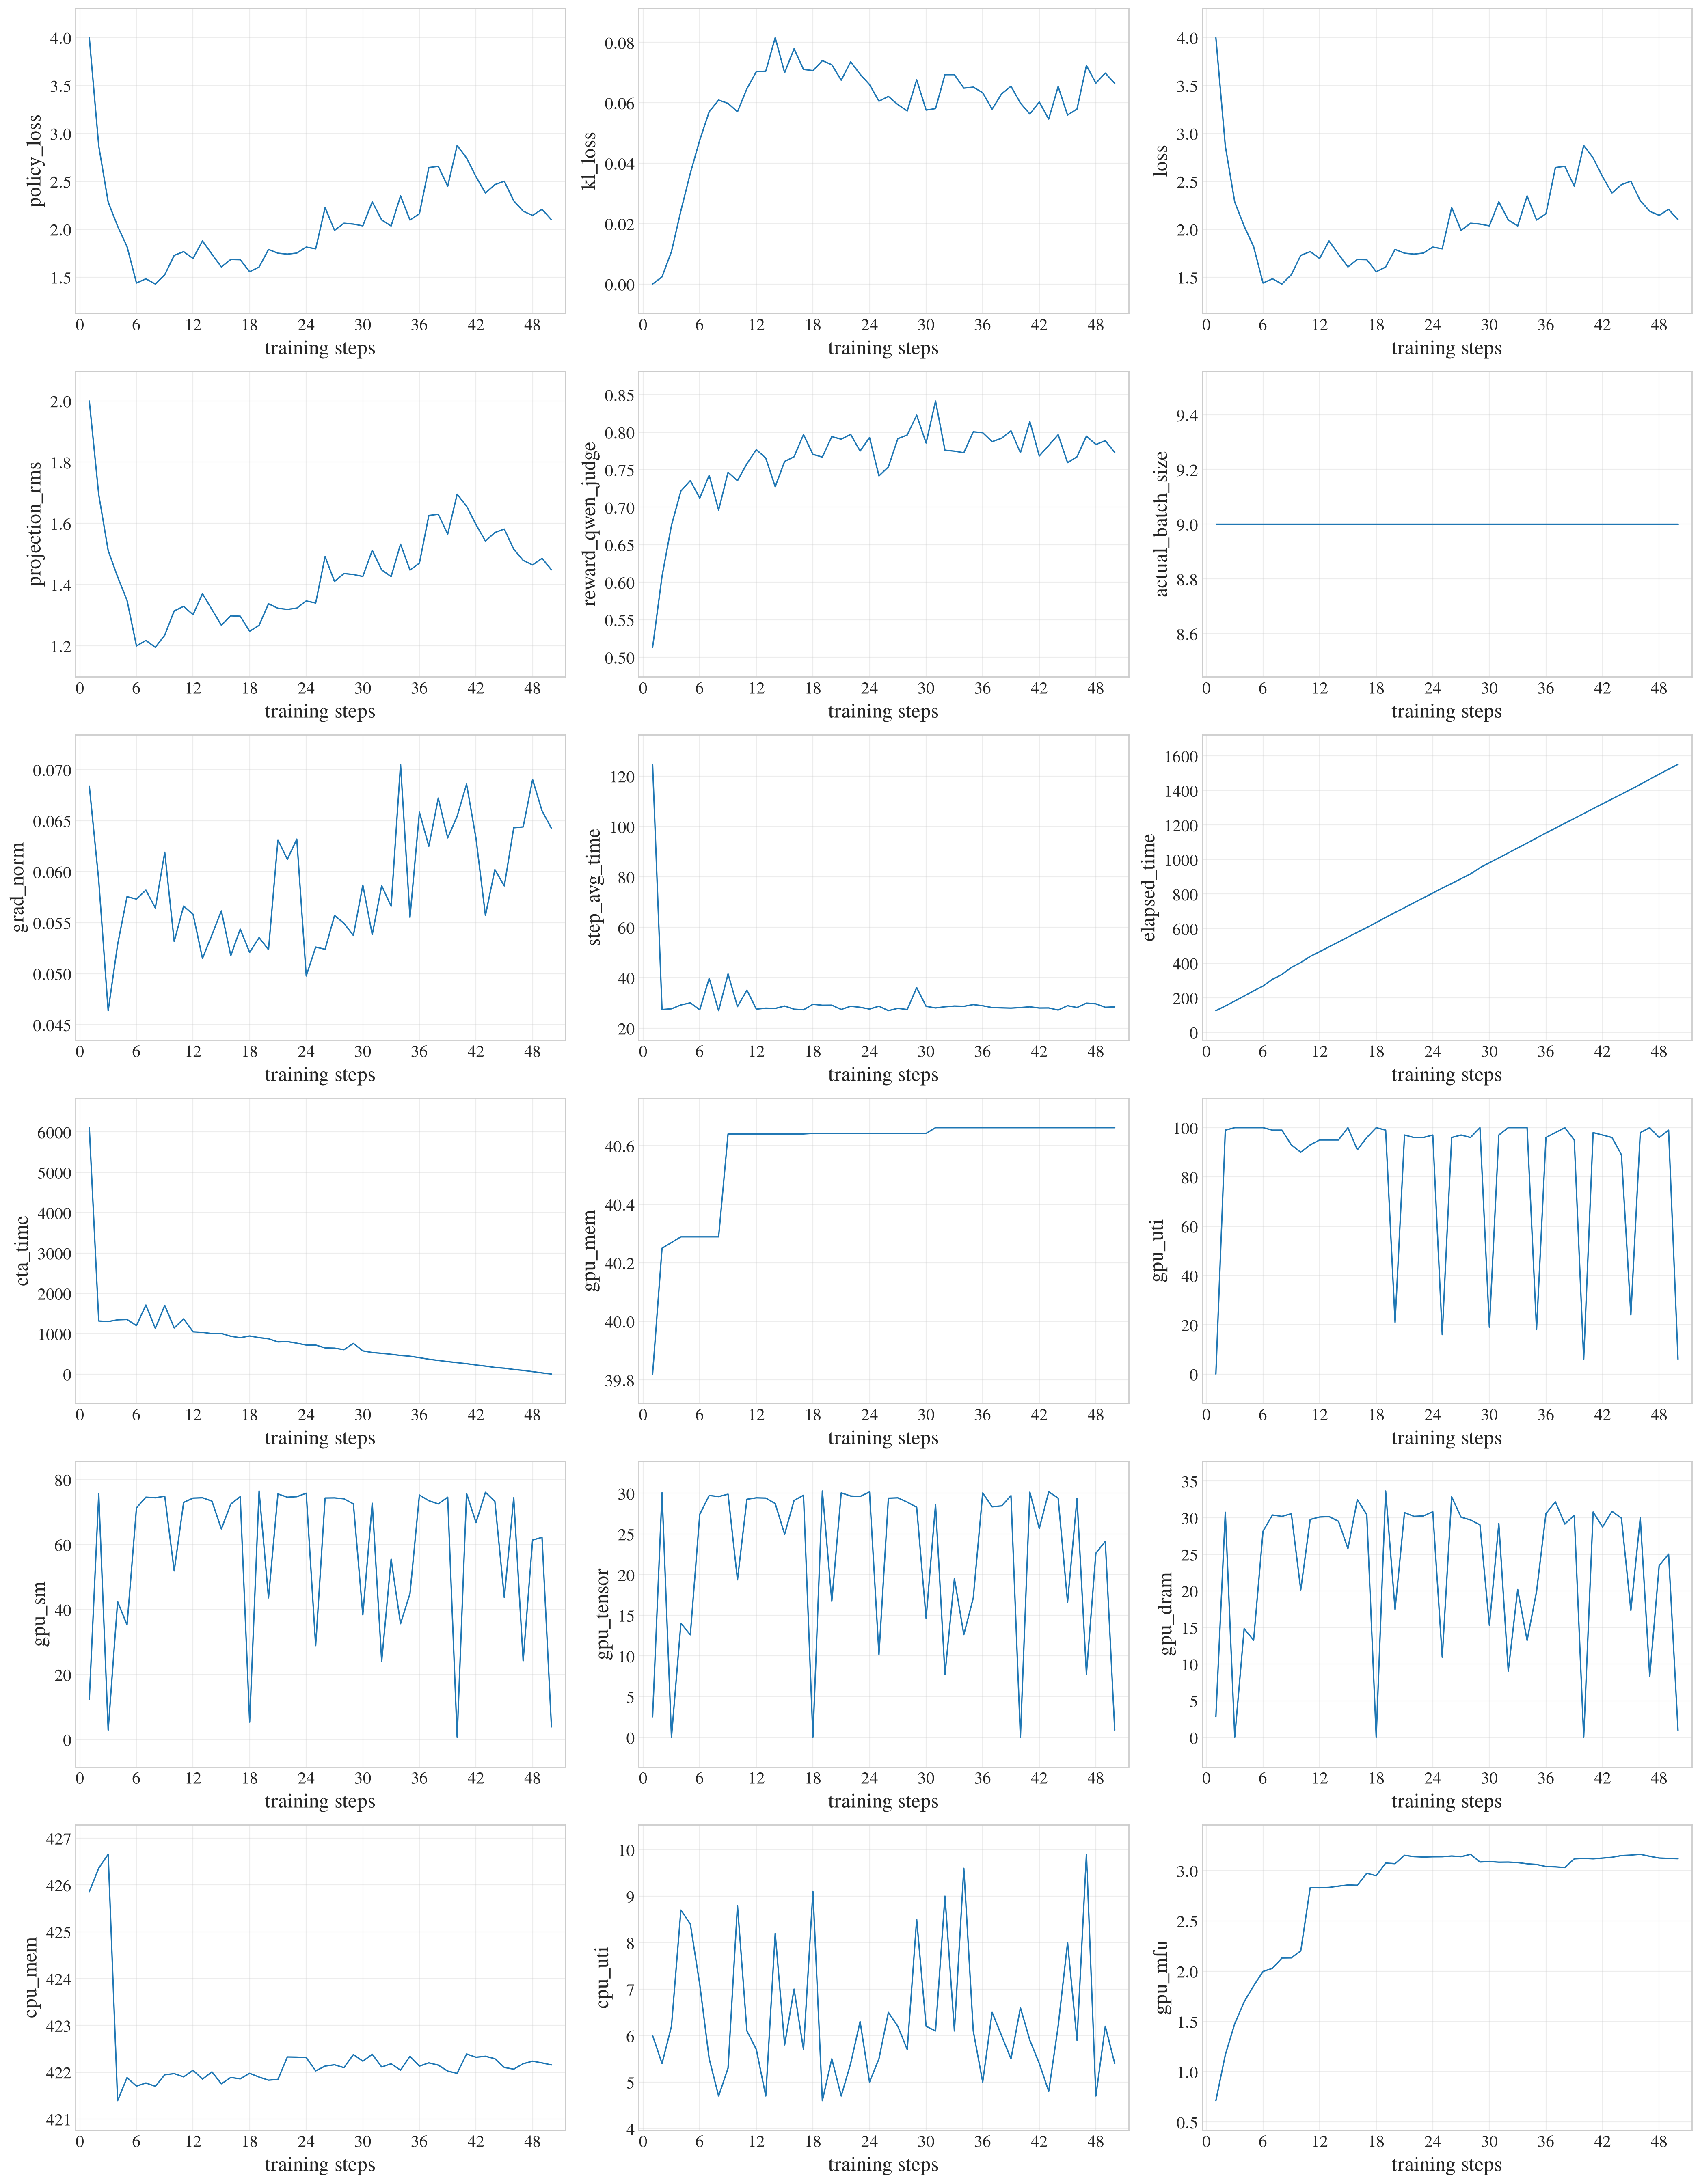 policy_loss
4.0
3.5
3.0
2.5
2.0
1.5
0 6 12 18 24 30 36 42 48
training steps
kl_loss
0.08
0.06
0.04
0.02
0.00
0 6 12 18 24 30 36 42 48
training steps
loss
4.0
3.5
3.0
2.5
2.0
1.5
0 6 12 18 24 30 36 42 48
training steps
projection_rms
2.0
1.8
1.6
1.4
1.2
0 6 12 18 24 30 36 42 48
training steps
reward_qwen_judge
0.85
0.80
0.75
0.70
0.65
0.60
0.55
0.50
0 6 12 18 24 30 36 42 48
training steps
actual_batch_size
9.4
9.2
9.0
8.8
8.6
0 6 12 18 24 30 36 42 48
training steps
grad_norm
0.070
0.065
0.060
0.055
0.050
0.045
0 6 12 18 24 30 36 42 48
training steps
step_avg_time
120
100
80
60
40
20
0 6 12 18 24 30 36 42 48
training steps
elapsed_time
1600
1400
1200
1000
800
600
400
200
0
0 6 12 18 24 30 36 42 48
training steps
eta_time
6000
5000
4000
3000
2000
1000
0
0 6 12 18 24 30 36 42 48
training steps
gpu_mem
40.6
40.4
40.2
40.0
39.8
0 6 12 18 24 30 36 42 48
training steps
gpu_uti
100
80
60
40
20
0
0 6 12 18 24 30 36 42 48
training steps
gpu_sm
80
60
40
20
0
0 6 12 18 24 30 36 42 48
training steps
gpu_tensor
30
25
20
15
10
5
0
0 6 12 18 24 30 36 42 48
training steps
gpu_dram
35
30
25
20
15
10
5
0
0 6 12 18 24 30 36 42 48
training steps
cpu_mem
427
426
425
424
423
422
421
0 6 12 18 24 30 36 42 48
training steps
cpu_uti
10
9
8
7
6
5
4
0 6 12 18 24 30 36 42 48
training steps
gpu_mfu
3.0
2.5
2.0
1.5
1.0
0.5
0 6 12 18 24 30 36 42 48
training steps